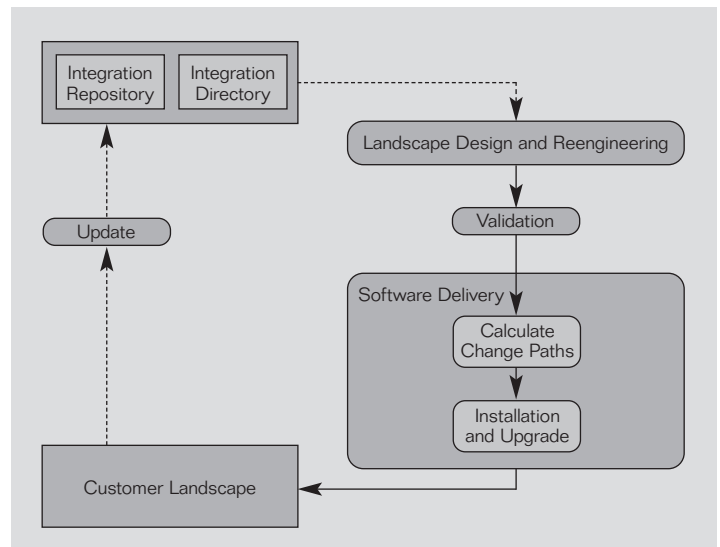 Integration
Repository
Integration
Directory
Landscape Design and Reengineering
Validation
Update
Software Delivery
Calculate
Change Paths
Installation
and Upgrade
Customer Landscape